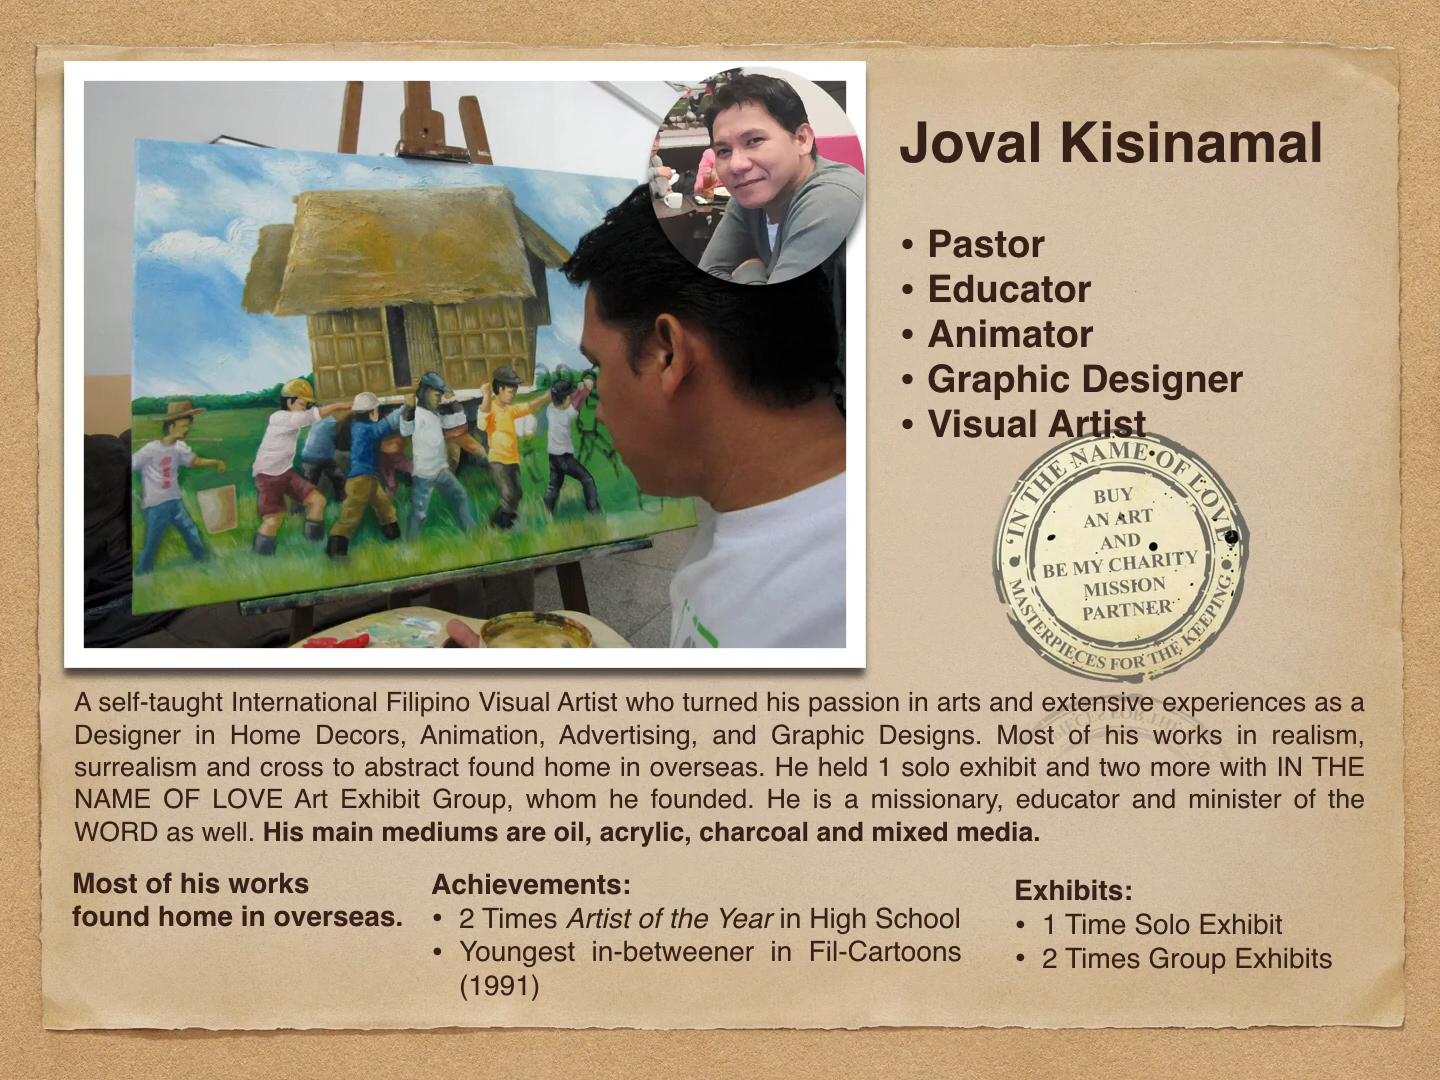 Joval Kisinamal
• Pastor
• Educator
• Animator
• Graphic Designer
• Visual Artist
'IN THE NAME OF LOVE'
BUY
AN ART
AND
BE MY CHARITY
MISSION
PARTNER
MASTERPIECES FOR THE KEEPING
A self-taught International Filipino Visual Artist who turned his passion in arts and extensive experiences as a
Designer in Home Decors, Animation, Advertising, and Graphic Designs. Most of his works in realism,
surrealism and cross to abstract found home in overseas. He held 1 solo exhibit and two more with IN THE
NAME OF LOVE Art Exhibit Group, whom he founded. He is a missionary, educator and minister of the
WORD as well. His main mediums are oil, acrylic, charcoal and mixed media.
Most of his works
found home in overseas.
Achievements:
• 2 Times Artist of the Year in High School
• Youngest in-betweener in Fil-Cartoons
(1991)
Exhibits:
• 1 Time Solo Exhibit
• 2 Times Group Exhibits